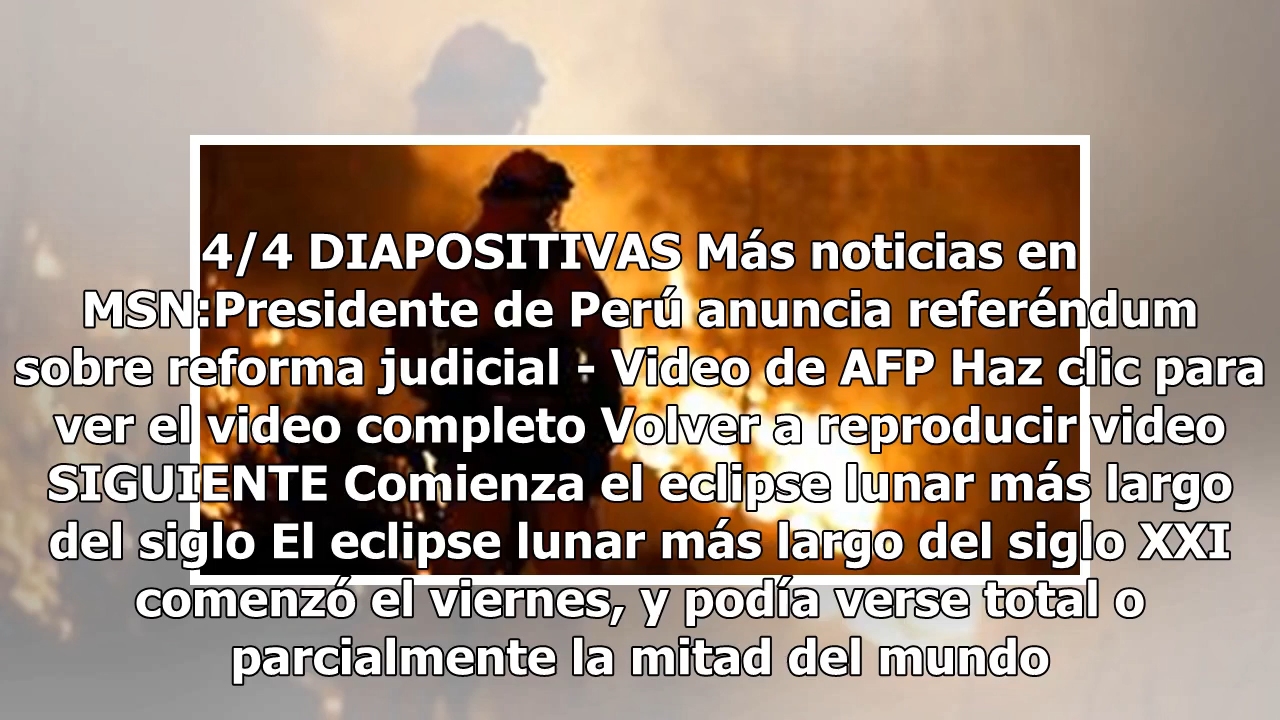 4/4 DIAPOSITIVAS Más noticias en
MSN:Presidente de Perú anuncia referéndum
sobre reforma judicial - Video de AFP Haz clic para
ver el video completo Volver a reproducir video
SIGUIENTE Comienza el eclipse lunar más largo
del siglo El eclipse lunar más largo del siglo XXI
comenzó el viernes, y podía verse total o
parcialmente la mitad del mundo